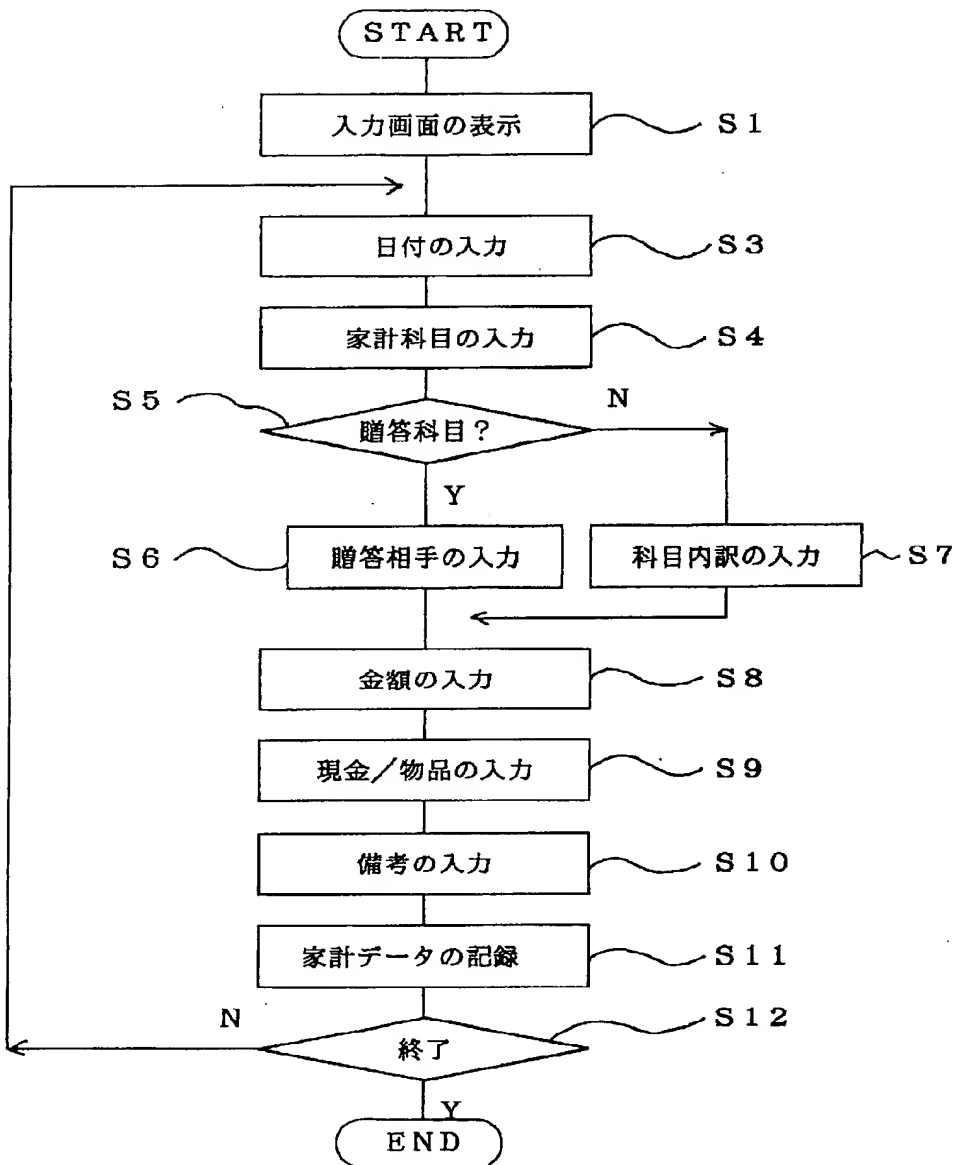 START
入力画面の表示 S1
日付の入力 S3
家計科目の入力 S4
S5 贈答科目? N
Y
S6 贈答相手の入力 科目内訳の入力 S7
金額の入力 S8
現金/物品の入力 S9
備考の入力 S10
家計データの記録 S11
N 終了 S12
Y
END